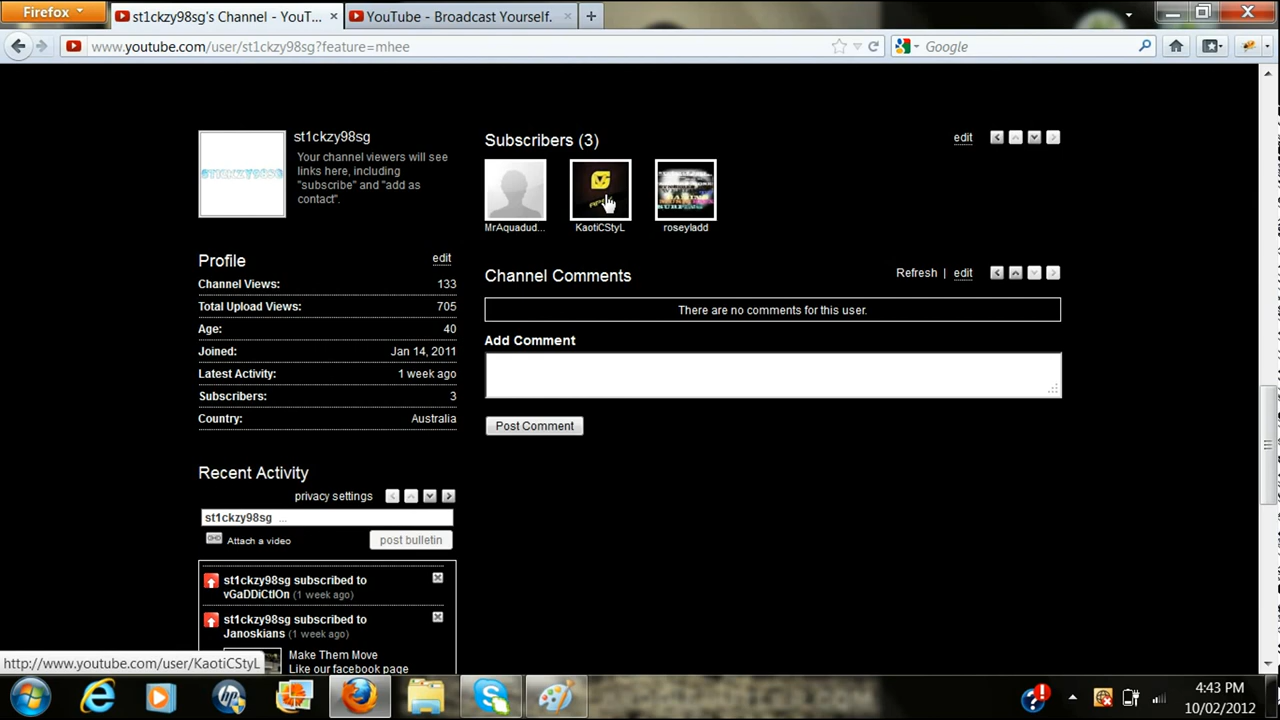 Firefox
st1ckzy98sg's Channel - YouT...
YouTube - Broadcast Yourself.
www.youtube.com/user/st1ckzy98sg?feature=mhee
Google
ST1CKZY98SG
st1ckzy98sg
Your channel viewers will see
links here, including
"subscribe" and "add as
contact".
Subscribers (3)
edit
MrAquadud...
KaotiCStyL
roseyladd
Profile
edit
Channel Views: 133
Total Upload Views: 705
Age: 40
Joined: Jan 14, 2011
Latest Activity: 1 week ago
Subscribers: 3
Country: Australia
Channel Comments
Refresh | edit
There are no comments for this user.
Add Comment
Post Comment
Recent Activity
privacy settings
st1ckzy98sg ...
Attach a video
post bulletin
st1ckzy98sg subscribed to
vGaDDiCtIOn (1 week ago)
st1ckzy98sg subscribed to
Janoskians (1 week ago)
Make Them Move
Like our facebook page
http://www.youtube.com/user/KaotiCStyL
4:43 PM
10/02/2012